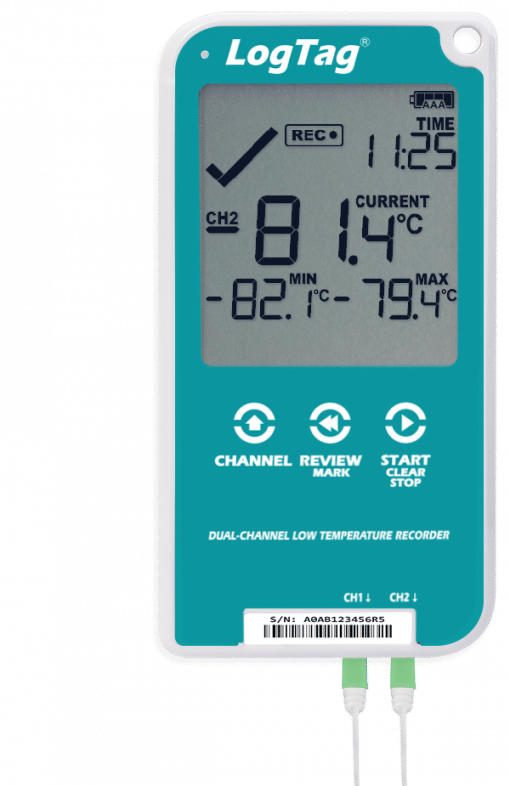 LogTag®
AAA
TIME
REC
11:25
CURRENT
CH2
81.4°C
MIN
MAX
-82.1°C
-79.4°C
CHANNEL
REVIEW
MARK
START
CLEAR
STOP
DUAL-CHANNEL LOW TEMPERATURE RECORDER
CH1↓ CH2↓
S/N: A0AB123456R5